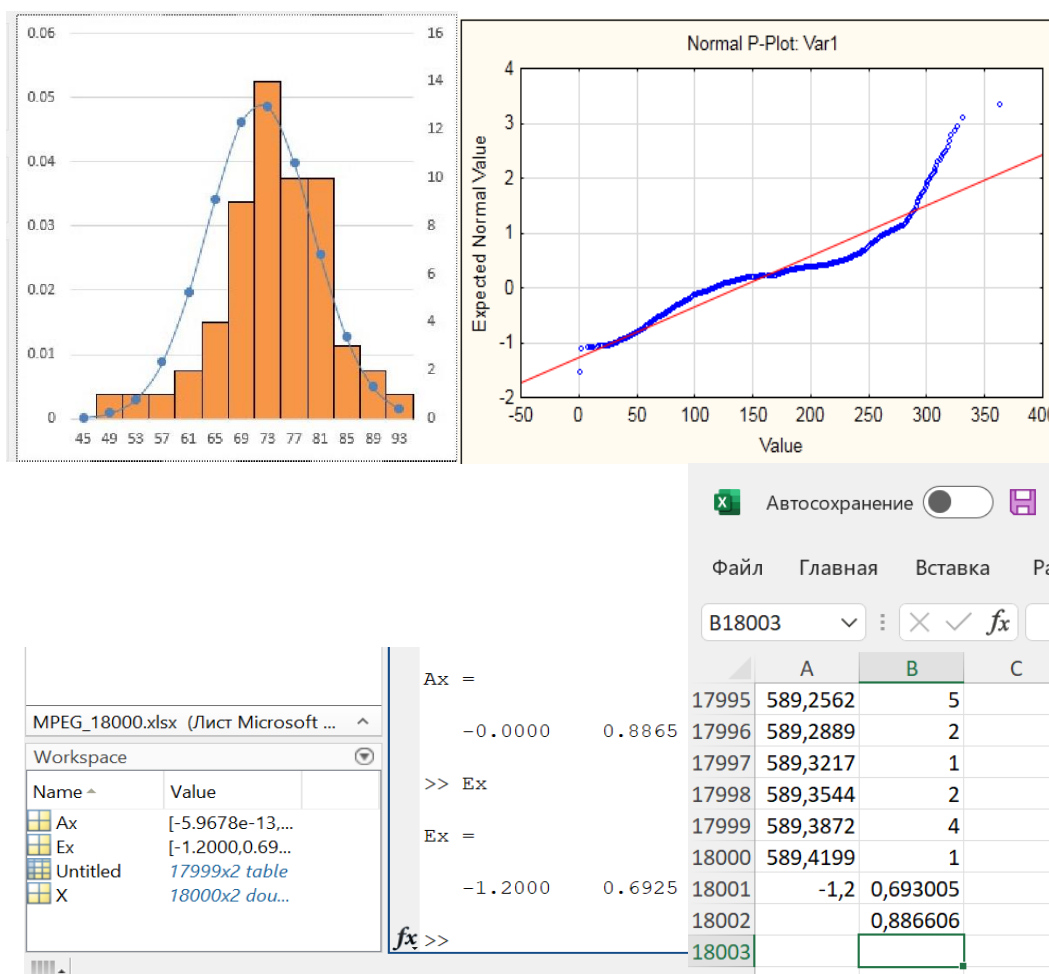 0.06
0.05
0.04
0.03
0.02
0.01
0
16
14
12
10
8
6
4
2
0
45 49 53 57 61 65 69 73 77 81 85 89 93
Normal P-Plot: Var1
Expected Normal Value
4
3
2
1
0
-1
-2
-50 0 50 100 150 200 250 300 350 400
Value
Автосохранение
Файл Главная Вставка Ра
B18003 fx
A B C
17995 589,2562 5
17996 589,2889 2
17997 589,3217 1
17998 589,3544 2
17999 589,3872 4
18000 589,4199 1
18001 -1,2 0,693005
18002 0,886606
18003
MPEG_18000.xlsx (Лист Microsoft ...
Workspace
Name Value
Ax [-5.9678e-13,...
Ex [-1.2000,0.69...
Untitled 17999x2 table
X 18000x2 dou...
Ax =
-0.0000 0.8865
>> Ex
Ex =
-1.2000 0.6925
fx >>